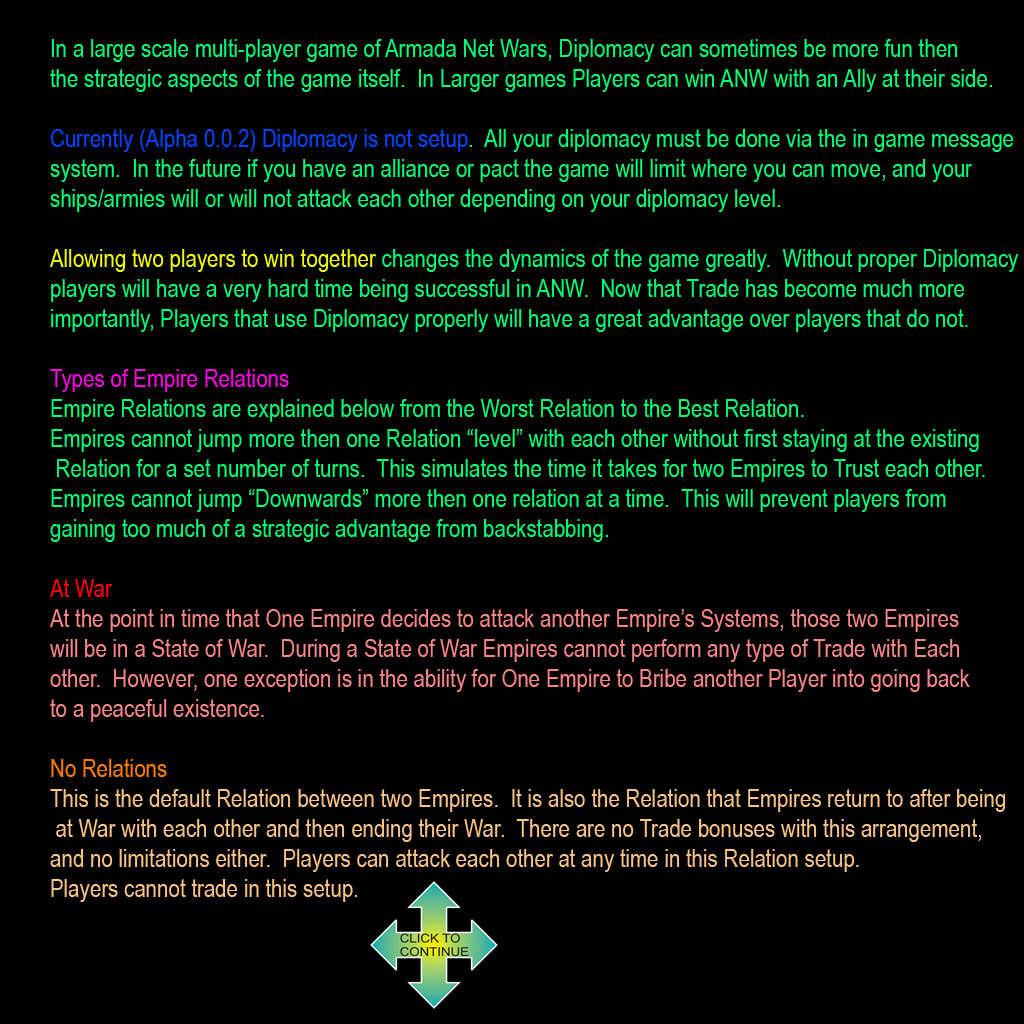 In a large scale multi-player game of Armada Net Wars, Diplomacy can sometimes be more fun then
the strategic aspects of the game itself.  In Larger games Players can win ANW with an Ally at their side.
Currently (Alpha 0.0.2) Diplomacy is not setup.  All your diplomacy must be done via the in game message
system.  In the future if you have an alliance or pact the game will limit where you can move, and your
ships/armies will or will not attack each other depending on your diplomacy level.
Allowing two players to win together changes the dynamics of the game greatly.  Without proper Diplomacy
players will have a very hard time being successful in ANW.  Now that Trade has become much more
importantly, Players that use Diplomacy properly will have a great advantage over players that do not.
Types of Empire Relations
Empire Relations are explained below from the Worst Relation to the Best Relation.
Empires cannot jump more then one Relation “level” with each other without first staying at the existing
Relation for a set number of turns.  This simulates the time it takes for two Empires to Trust each other.
Empires cannot jump “Downwards” more then one relation at a time.  This will prevent players from
gaining too much of a strategic advantage from backstabbing.
At War
At the point in time that One Empire decides to attack another Empire’s Systems, those two Empires
will be in a State of War.  During a State of War Empires cannot perform any type of Trade with Each
other.  However, one exception is in the ability for One Empire to Bribe another Player into going back
to a peaceful existence.
No Relations
This is the default Relation between two Empires.  It is also the Relation that Empires return to after being
at War with each other and then ending their War.  There are no Trade bonuses with this arrangement,
and no limitations either.  Players can attack each other at any time in this Relation setup.
Players cannot trade in this setup.
CLICK TO
CONTINUE